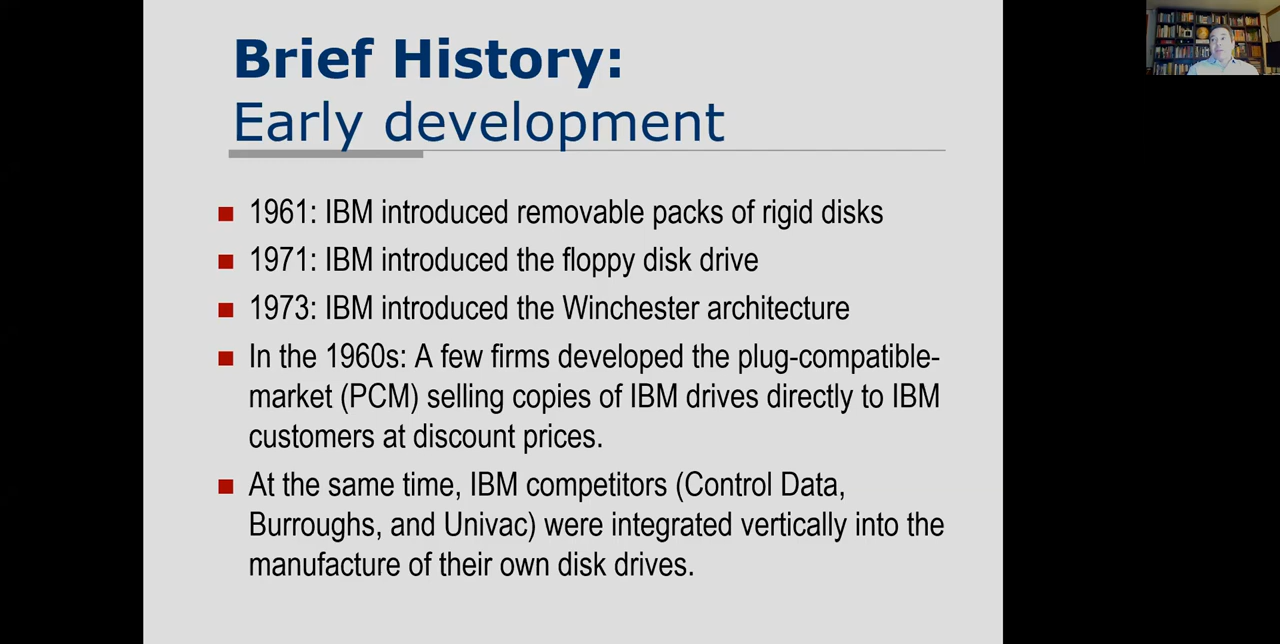 Brief History:
Early development
1961: IBM introduced removable packs of rigid disks
1971: IBM introduced the floppy disk drive
1973: IBM introduced the Winchester architecture
In the 1960s: A few firms developed the plug-compatible-
market (PCM) selling copies of IBM drives directly to IBM
customers at discount prices.
At the same time, IBM competitors (Control Data,
Burroughs, and Univac) were integrated vertically into the
manufacture of their own disk drives.